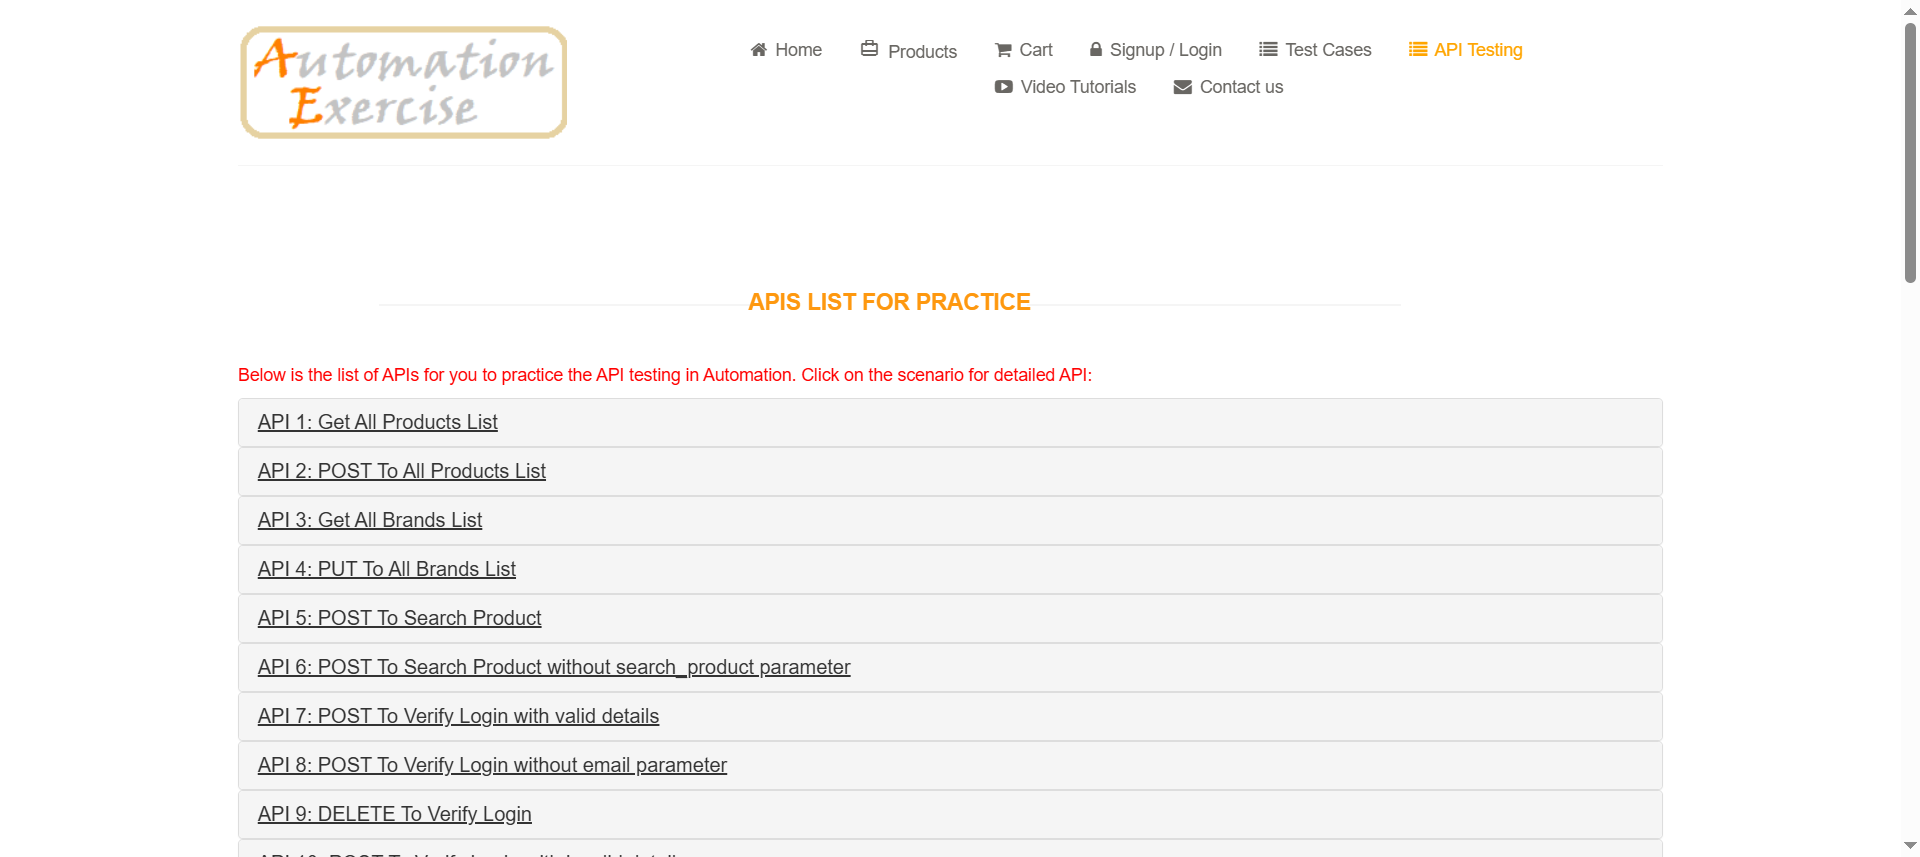 Automation
Exercise
Home Products Cart Signup / Login Test Cases API Testing
Video Tutorials Contact us
APIS LIST FOR PRACTICE
Below is the list of APIs for you to practice the API testing in Automation. Click on the scenario for detailed API:
API 1: Get All Products List
API 2: POST To All Products List
API 3: Get All Brands List
API 4: PUT To All Brands List
API 5: POST To Search Product
API 6: POST To Search Product without search_product parameter
API 7: POST To Verify Login with valid details
API 8: POST To Verify Login without email parameter
API 9: DELETE To Verify Login